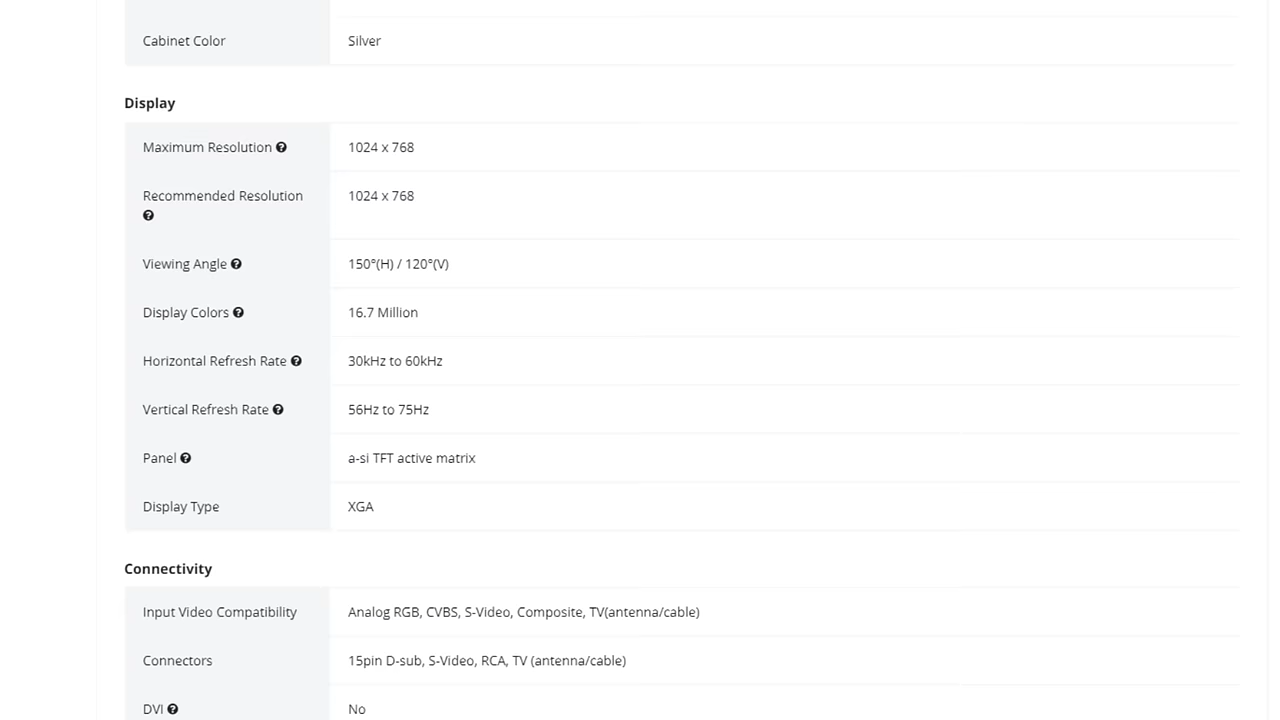 Cabinet Color Silver
Display
Maximum Resolution 1024 x 768
Recommended Resolution 1024 x 768
Viewing Angle 150°(H) / 120°(V)
Display Colors 16.7 Million
Horizontal Refresh Rate 30kHz to 60kHz
Vertical Refresh Rate 56Hz to 75Hz
Panel a-si TFT active matrix
Display Type XGA
Connectivity
Input Video Compatibility Analog RGB, CVBS, S-Video, Composite, TV(antenna/cable)
Connectors 15pin D-sub, S-Video, RCA, TV (antenna/cable)
DVI No